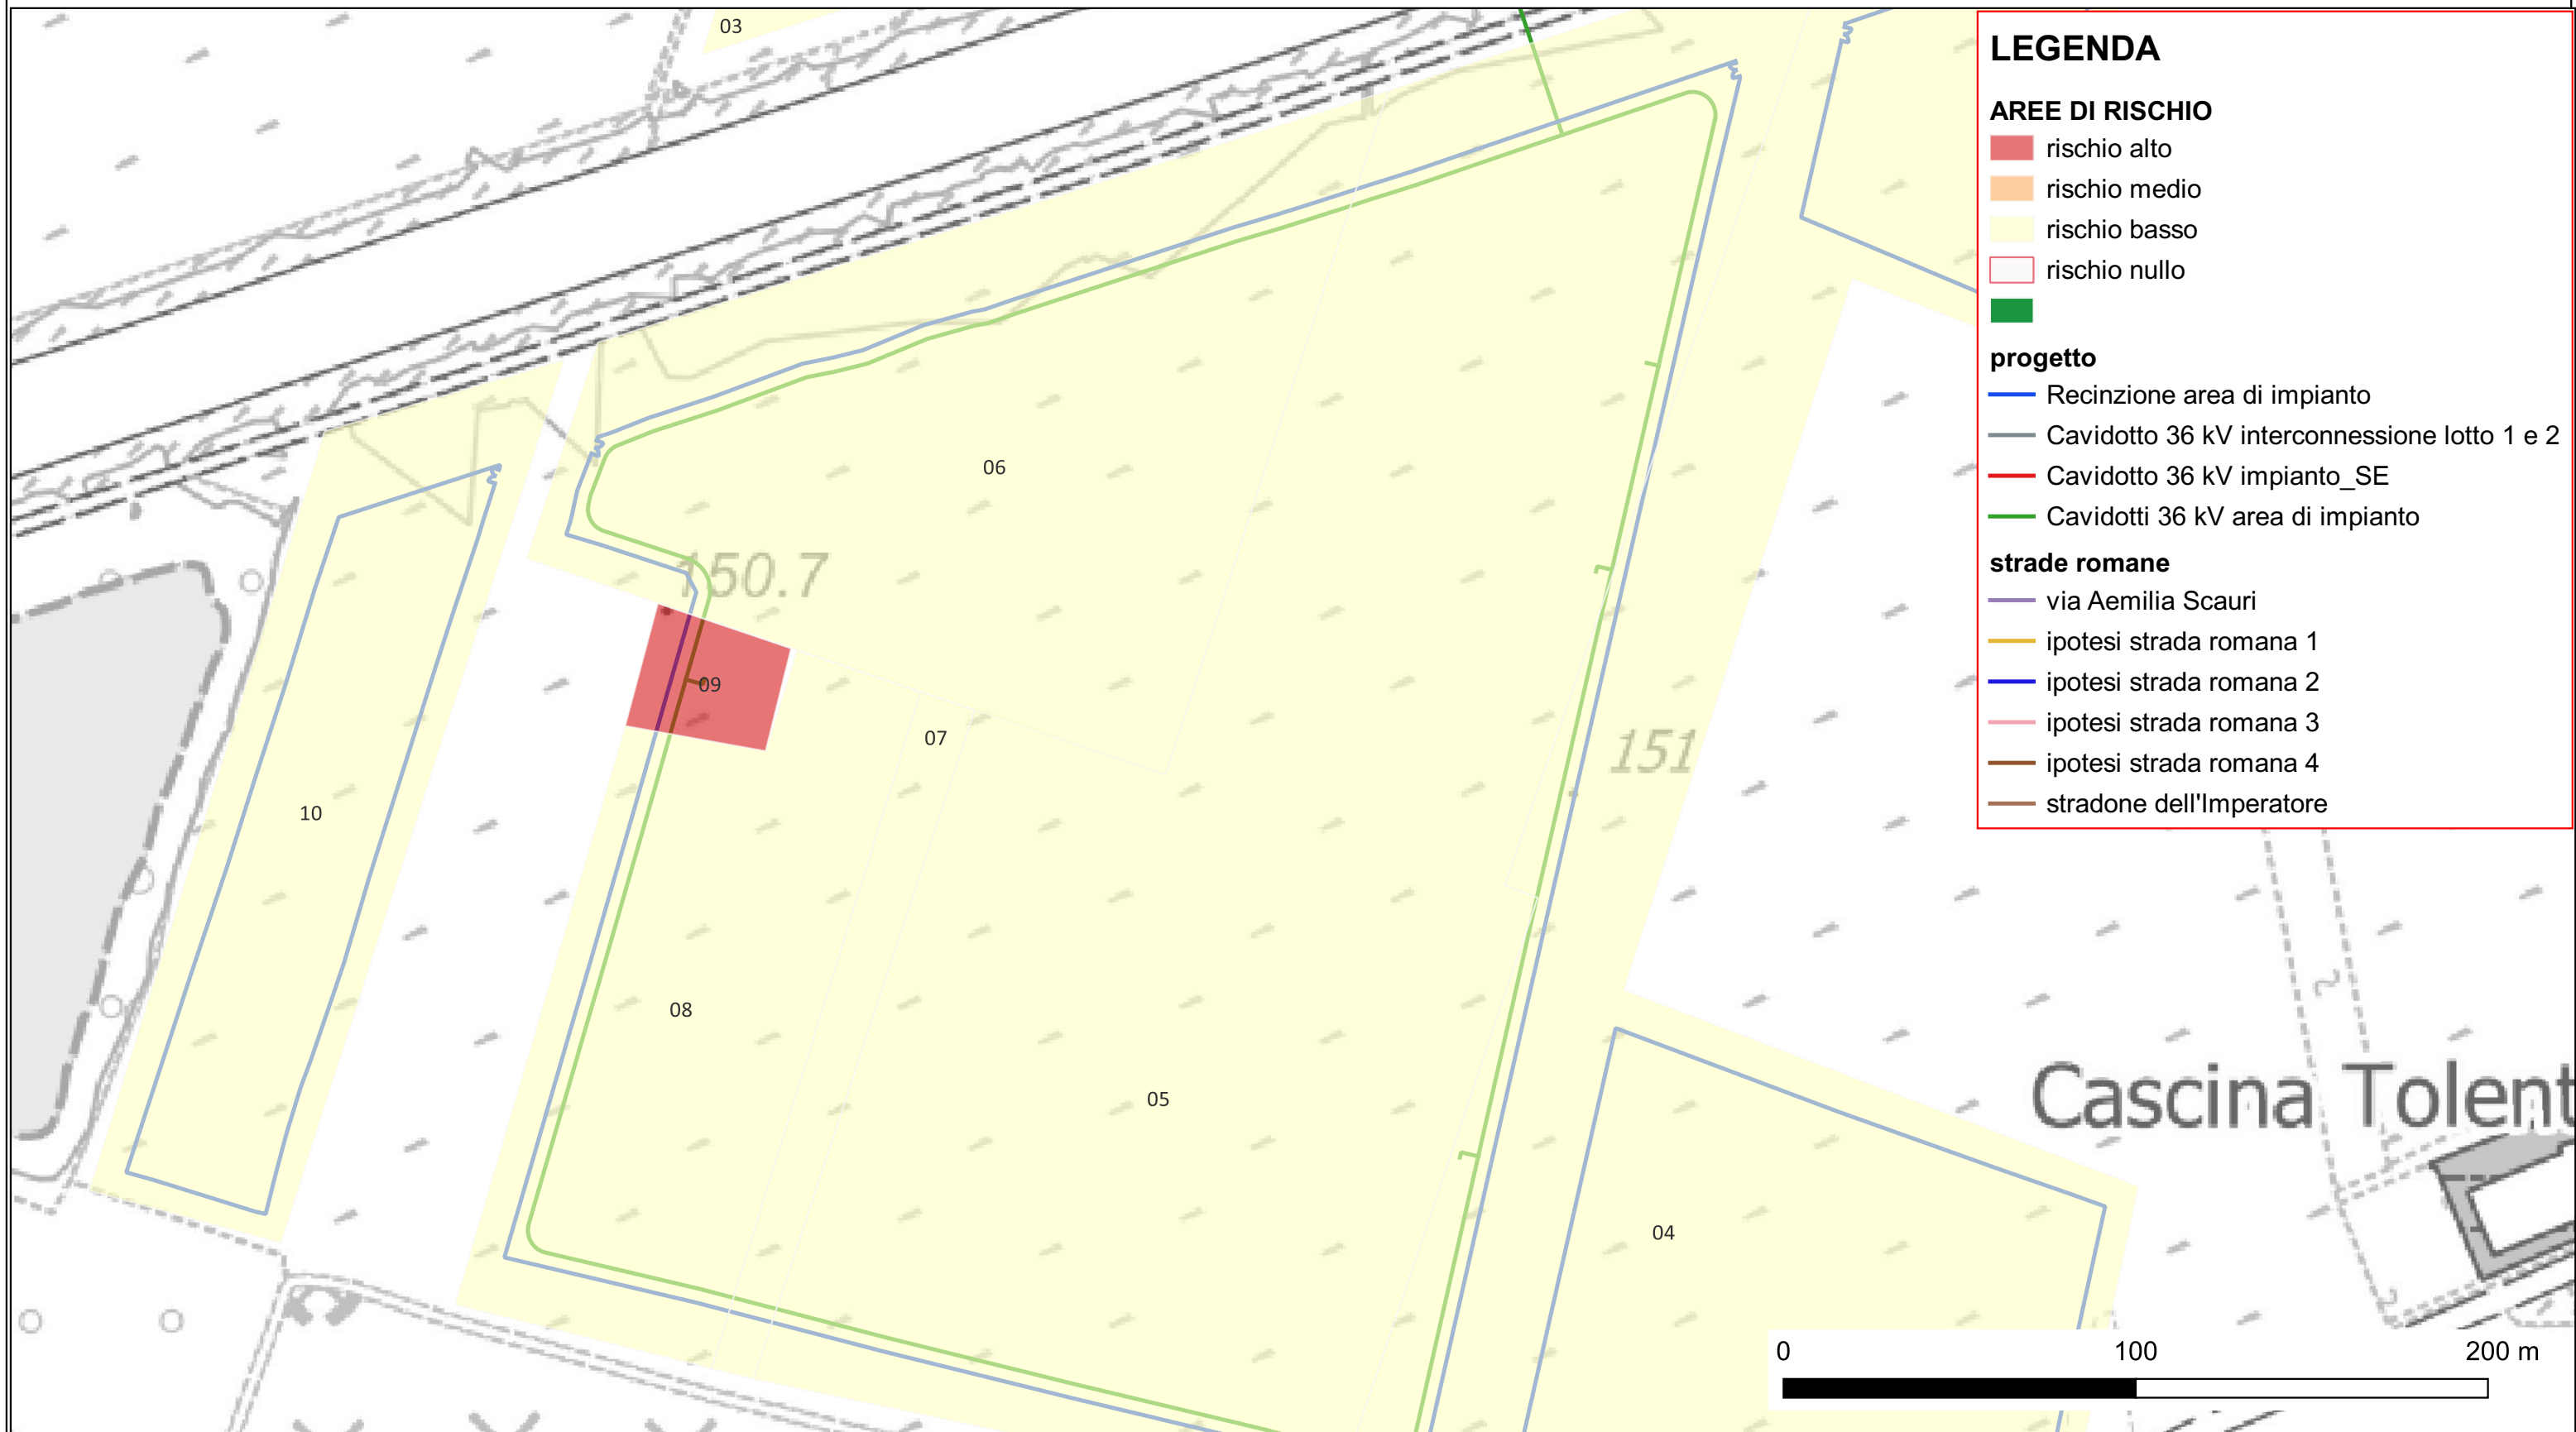 03
LEGENDA
AREE DI RISCHIO
rischio alto
rischio medio
rischio basso
rischio nullo
progetto
Recinzione area di impianto
Cavidotto 36 kV interconnessione lotto 1 e 2
Cavidotto 36 kV impianto_SE
Cavidotti 36 kV area di impianto
strade romane
via Aemilia Scauri
ipotesi strada romana 1
ipotesi strada romana 2
ipotesi strada romana 3
ipotesi strada romana 4
stradone dell'Imperatore
06
150.7
09
07
151
10
08
05
Cascina Tolent
04
0 100 200 m